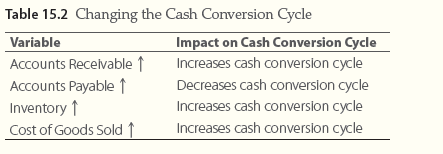 Table 15.2 Changing the Cash Conversion Cycle
Variable Impact on Cash Conversion Cycle
Accounts Receivable ↑ Increases cash conversion cycle
Accounts Payable ↑ Decreases cash conversion cycle
Inventory ↑ Increases cash conversion cycle
Cost of Goods Sold ↑ Increases cash conversion cycle